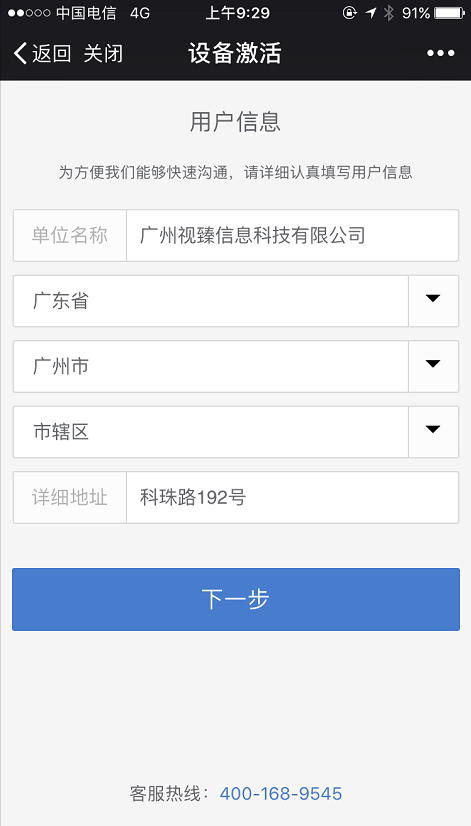 中国电信 4G 上午9:29 91%
返回 关闭 设备激活
用户信息
为方便我们能够快速沟通，请详细认真填写用户信息
单位名称 广州视臻信息科技有限公司
广东省
广州市
市辖区
详细地址 科珠路192号
下一步
客服热线：400-168-9545